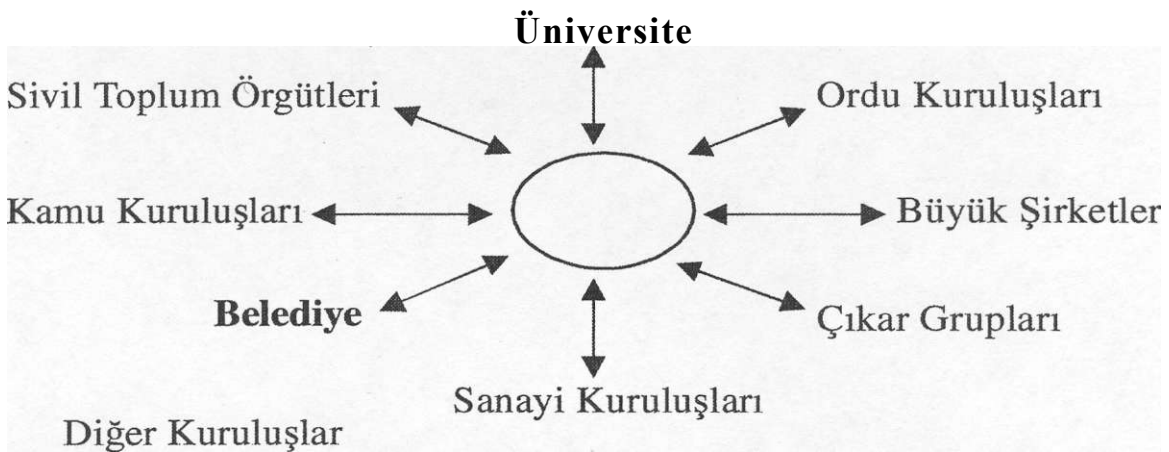 Üniversite
Sivil Toplum Örgütleri
Ordu Kuruluşları
Kamu Kuruluşları
Büyük Şirketler
Belediye
Çıkar Grupları
Sanayi Kuruluşları
Diğer Kuruluşlar